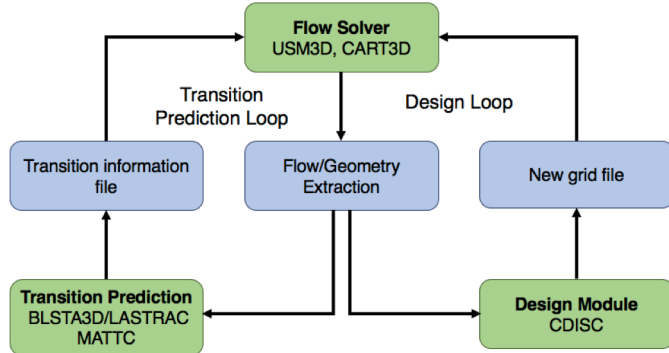 Flow Solver
USM3D, CART3D
Transition
Prediction Loop
Design Loop
Transition information
file
Flow/Geometry
Extraction
New grid file
Transition Prediction
BLSTA3D/LASTRAC
MATTC
Design Module
CDISC